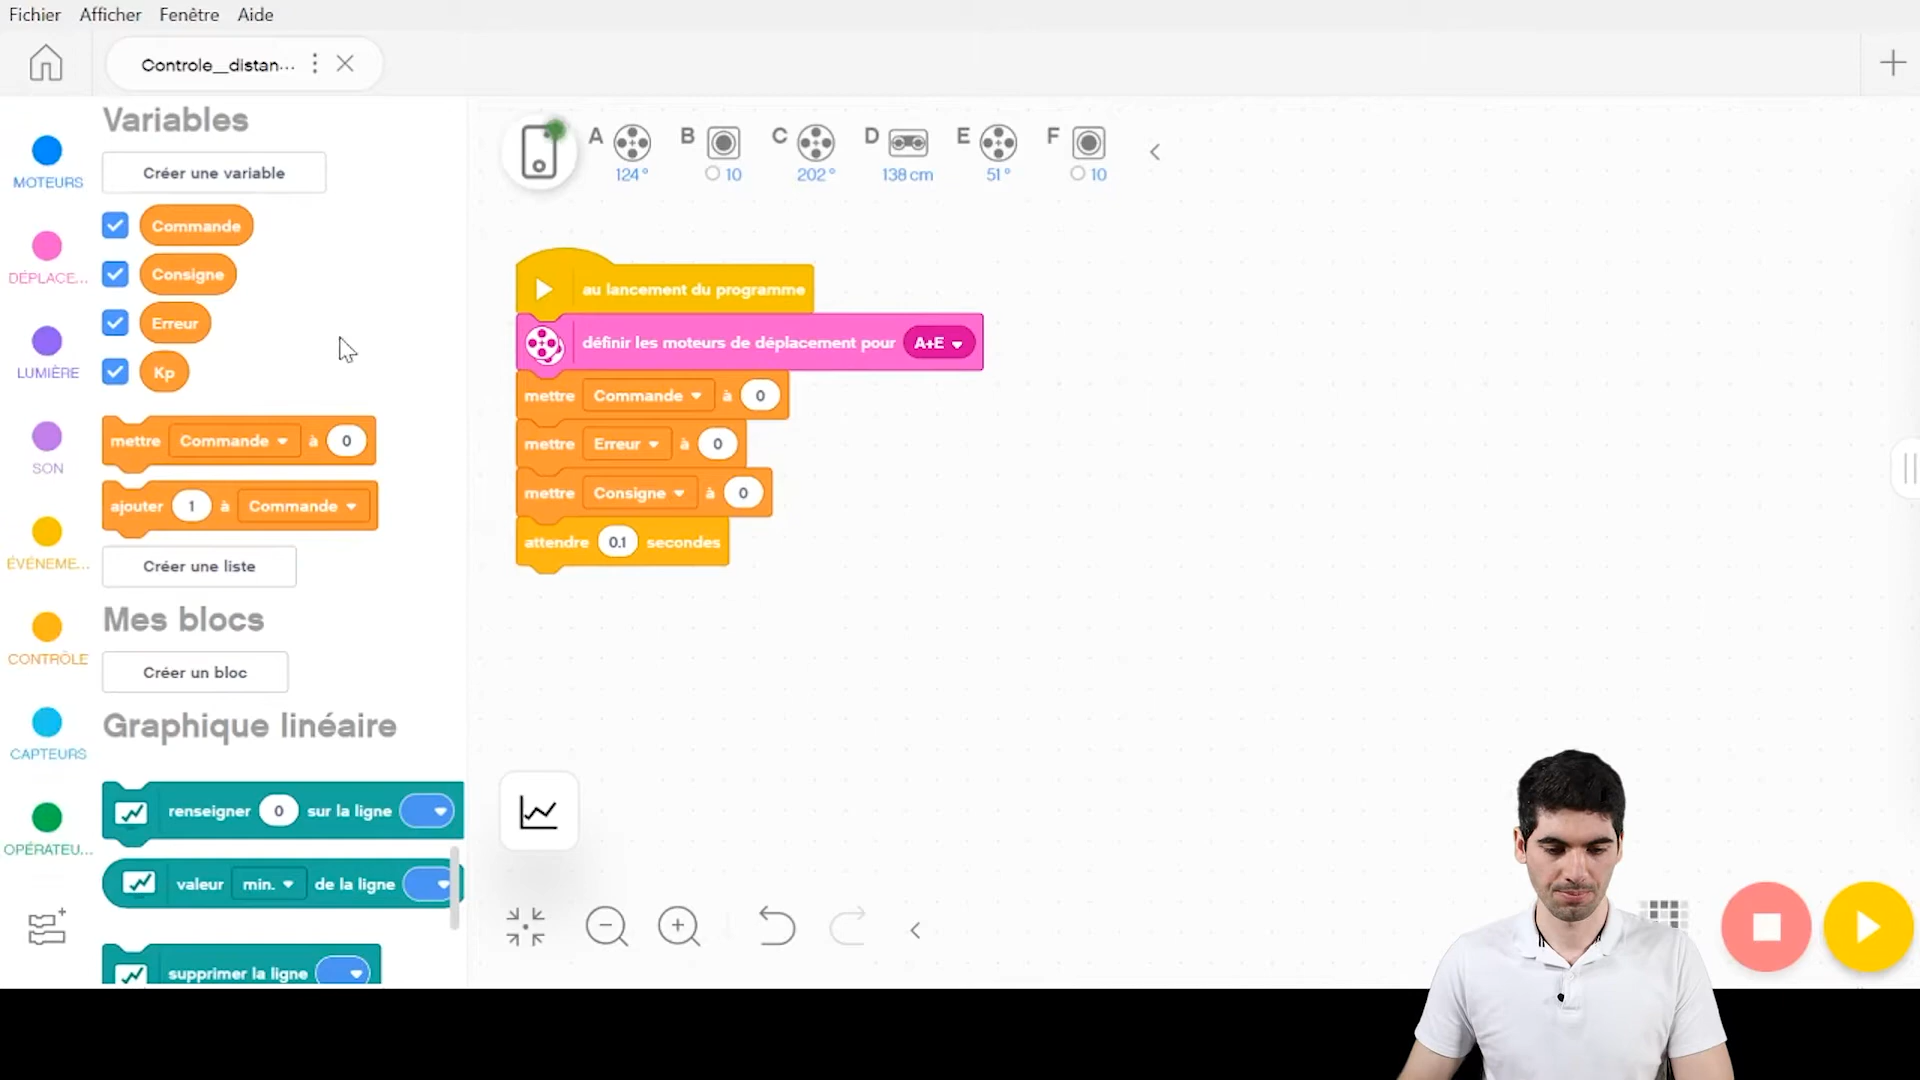 Fichier Afficher Fenêtre Aide
Controle_distan...
Variables
Créer une variable
Commande
Consigne
Erreur
Kp
mettre Commande à 0
ajouter 1 à Commande
Créer une liste
Mes blocs
Créer un bloc
Graphique linéaire
renseigner 0 sur la ligne
valeur min. de la ligne
supprimer la ligne
MOTEURS
DÉPLACE...
LUMIÈRE
SON
ÉVÉNEME...
CONTRÔLE
CAPTEURS
OPÉRATEU...
A B C D E F
124° 10 202° 138 cm 51° 10
au lancement du programme
définir les moteurs de déplacement pour A+E
mettre Commande à 0
mettre Erreur à 0
mettre Consigne à 0
attendre 0.1 secondes